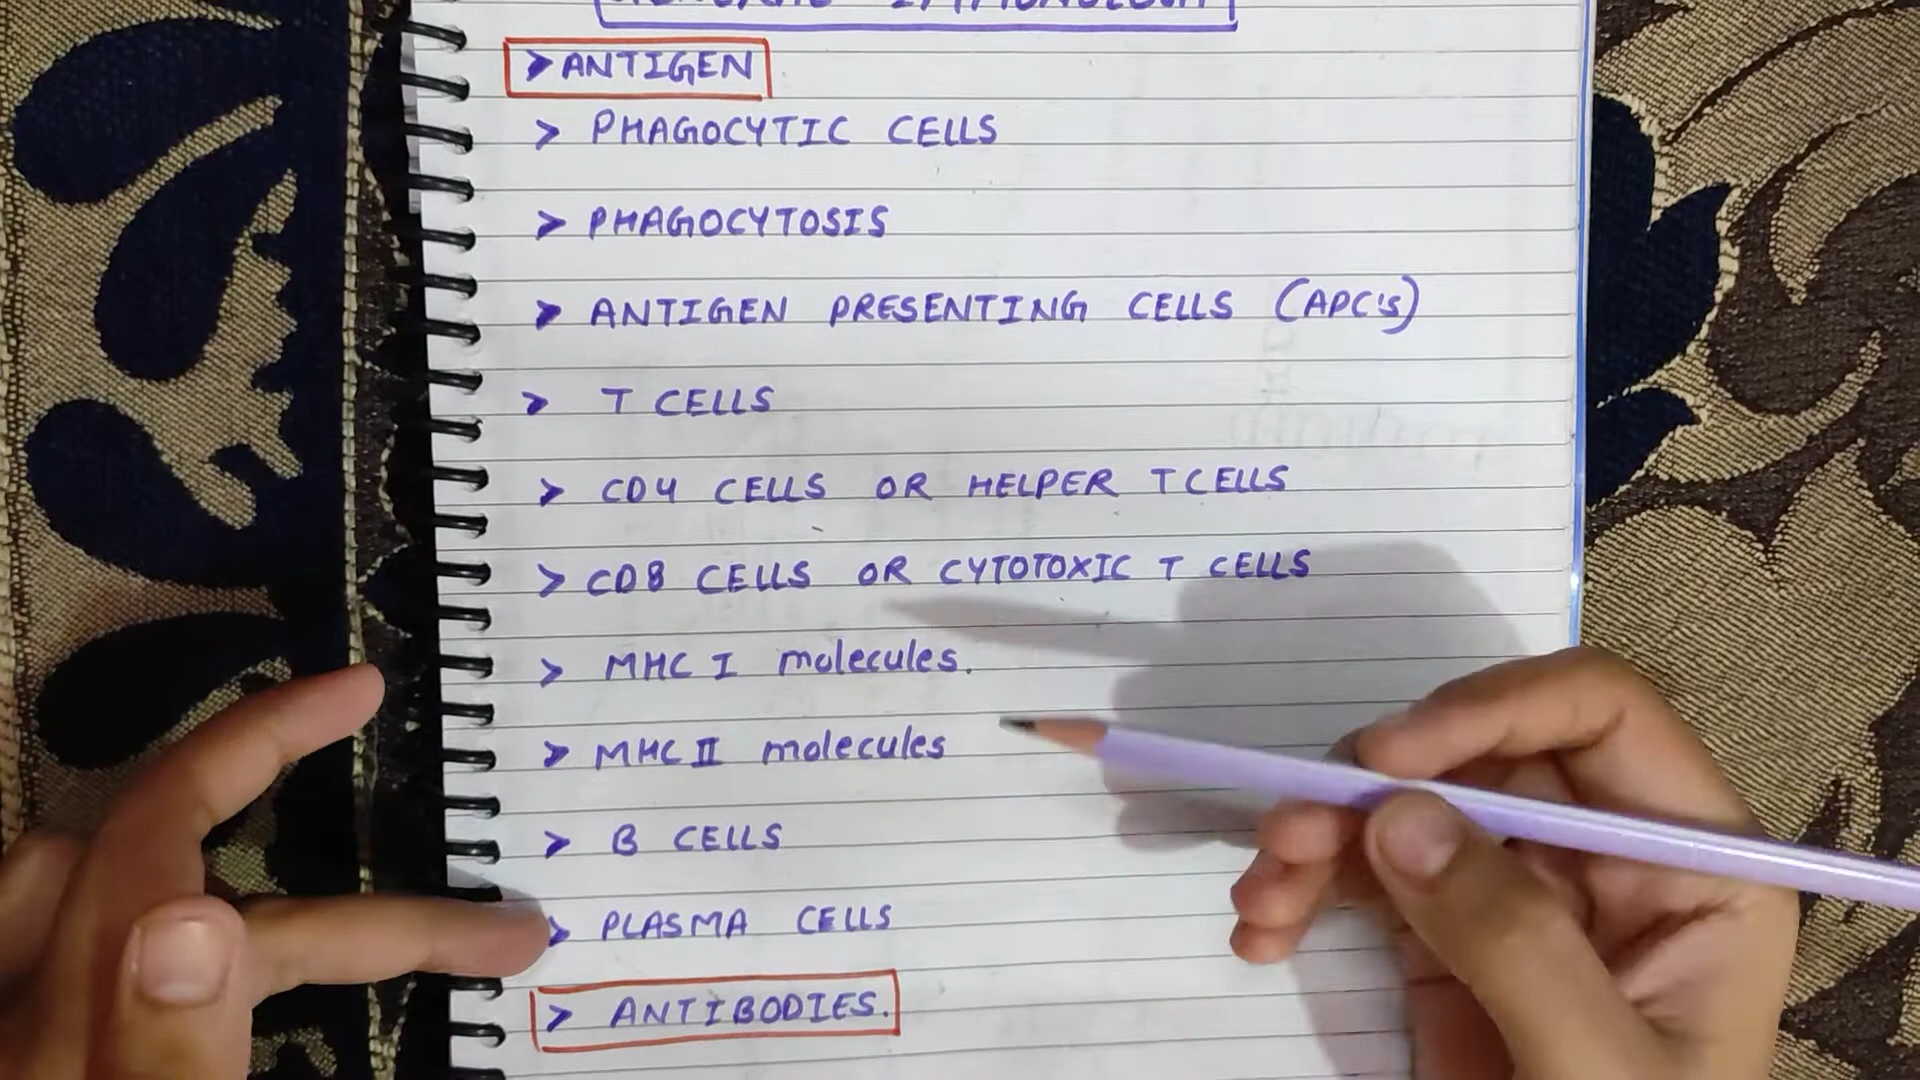 IMMUNOLOGY
> ANTIGEN
> PHAGOCYTIC CELLS
> PHAGOCYTOSIS
> ANTIGEN PRESENTING CELLS (APC's)
> T CELLS
> CD4 CELLS OR HELPER T CELLS
> CD8 CELLS OR CYTOTOXIC T CELLS
> MHC I molecules.
> MHC II molecules
> B CELLS
> PLASMA CELLS
> ANTIBODIES.